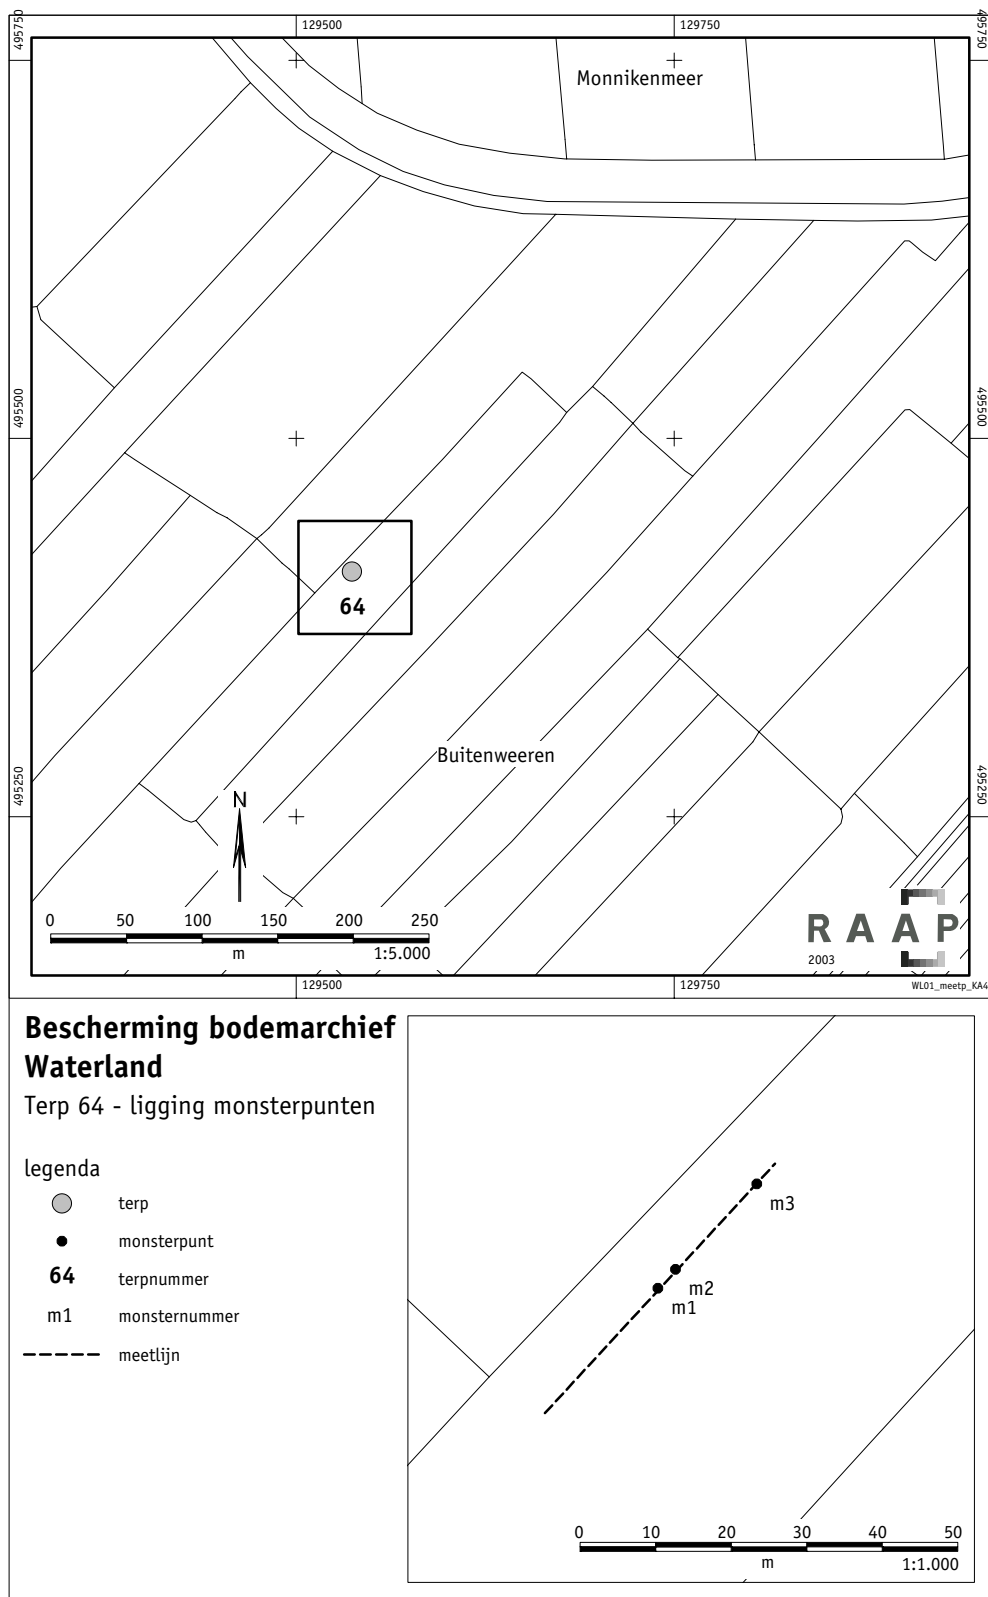 129500 129750
495750 495750
Monnikenmeer
495500 495500
64
Buitenweeren
495250 495250
N
0 50 100 150 200 250
m 1:5.000
RAAP
2003
129500 129750
WL01_meetp_KA4
Bescherming bodemarchief
Waterland
Terp 64 - ligging monsterpunten
legenda
terp
monsterpunt
64 terpnummer
m1 monsternummer
meetlijn
m3
m2
m1
0 10 20 30 40 50
m 1:1.000